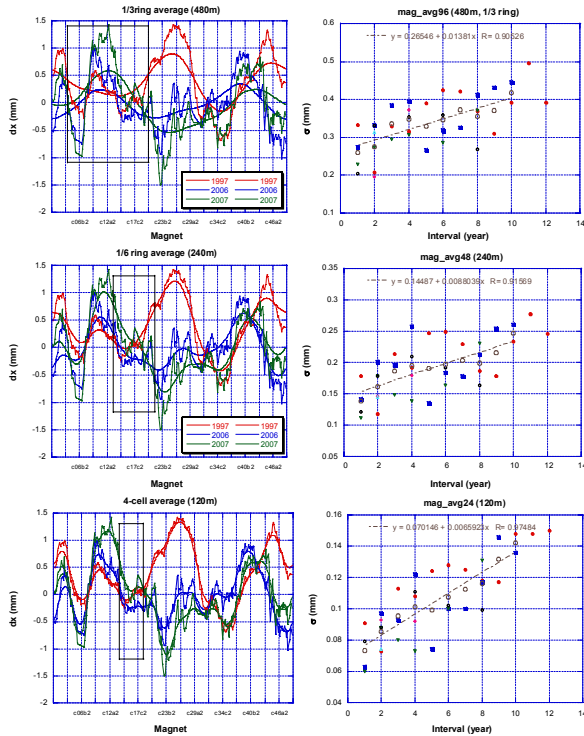 1/3ring average (480m)
1.5
1
0.5
0
-0.5
-1
-1.5
-2
dx (mm)
1997 1997
2006 2006
2007 2007
c06b2 c12a2 c17c2 c23b2 c29a2 c34c2 c40b2 c46a2
Magnet
mag_avg96 (480m, 1/3 ring)
y = 0.26546 + 0.01381x R= 0.90526
0.6
0.5
0.4
0.3
0.2
0.1
σ (mm)
0 2 4 6 8 10 12 14
Interval (year)
1/6 ring average (240m)
1.5
1
0.5
0
-0.5
-1
-1.5
-2
dx (mm)
1997 1997
2006 2006
2007 2007
c06b2 c12a2 c17c2 c23b2 c29a2 c34c2 c40b2 c46a2
Magnet
mag_avg48 (240m)
y = 0.14487 + 0.0088039x R= 0.91569
0.35
0.3
0.25
0.2
0.15
0.1
0.05
σ (mm)
0 2 4 6 8 10 12 14
Interval (year)
4-cell average (120m)
1.5
1
0.5
0
-0.5
-1
-1.5
-2
dx (mm)
c06b2 c12a2 c17c2 c23b2 c29a2 c34c2 c40b2 c46a2
Magnet
mag_avg24 (120m)
y = 0.070146 + 0.0065923x R= 0.97484
0.16
0.14
0.12
0.1
0.08
0.06
0.04
σ (mm)
0 2 4 6 8 10 12 14
Interval (year)